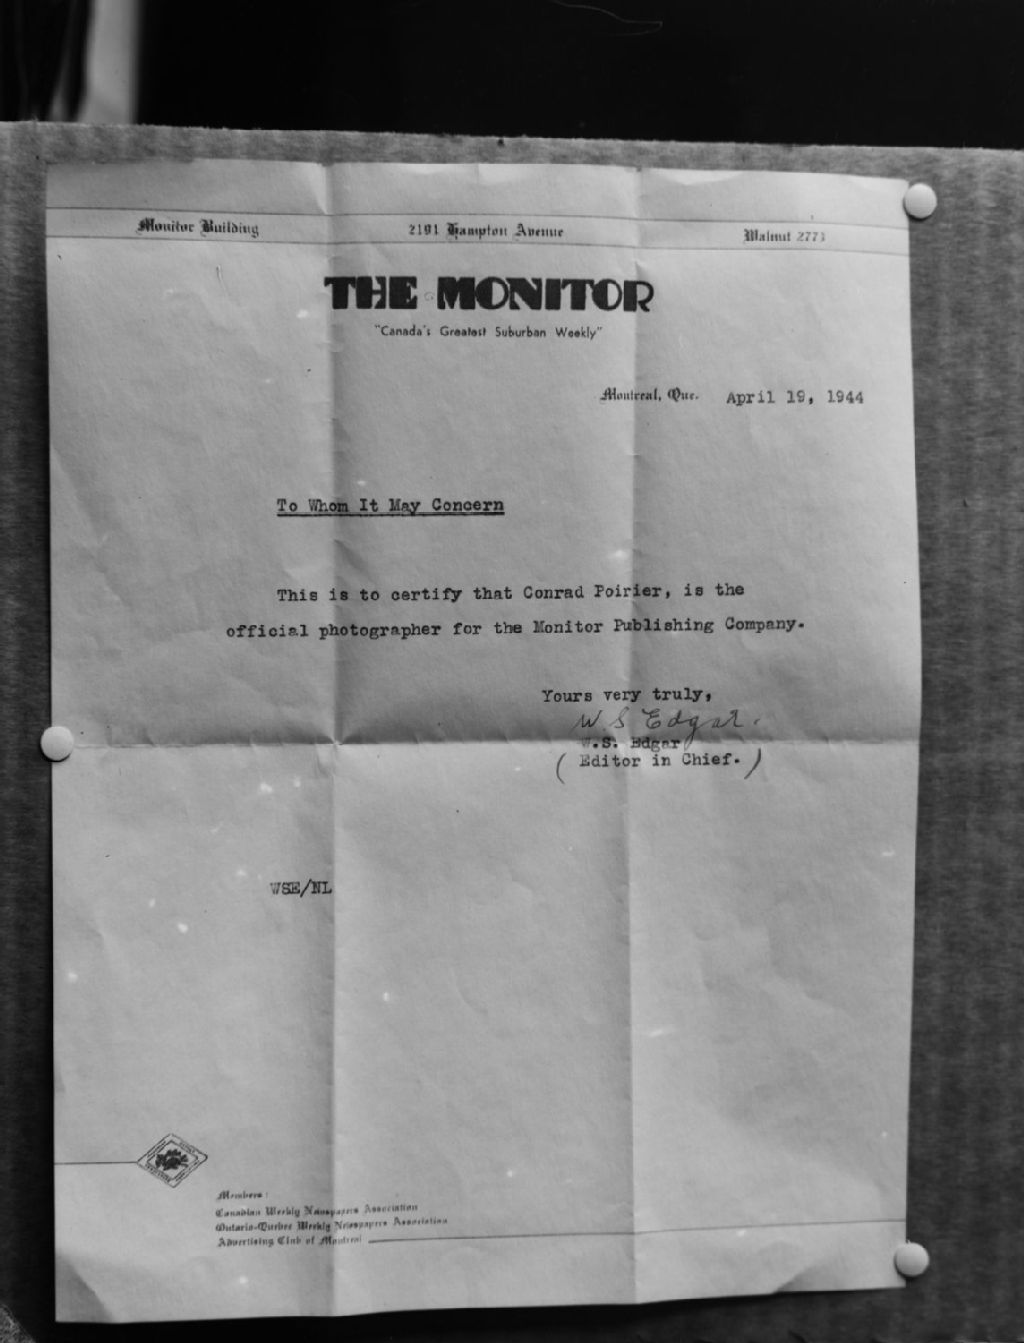 Monitor Building 2191 Hampton Avenue Walnut 2771
THE MONITOR
"Canada's Greatest Suburban Weekly"
Montreal, Que. April 19, 1944
To Whom It May Concern
This is to certify that Conrad Poirier, is the
official photographer for the Monitor Publishing Company.
Yours very truly,
W S Edgar.
W.S. Edgar
(Editor in Chief.)
WSE/NL
Members:
Canadian Weekly Newspapers Association
Ontario-Quebec Weekly Newspapers Association
Advertising Club of Montreal